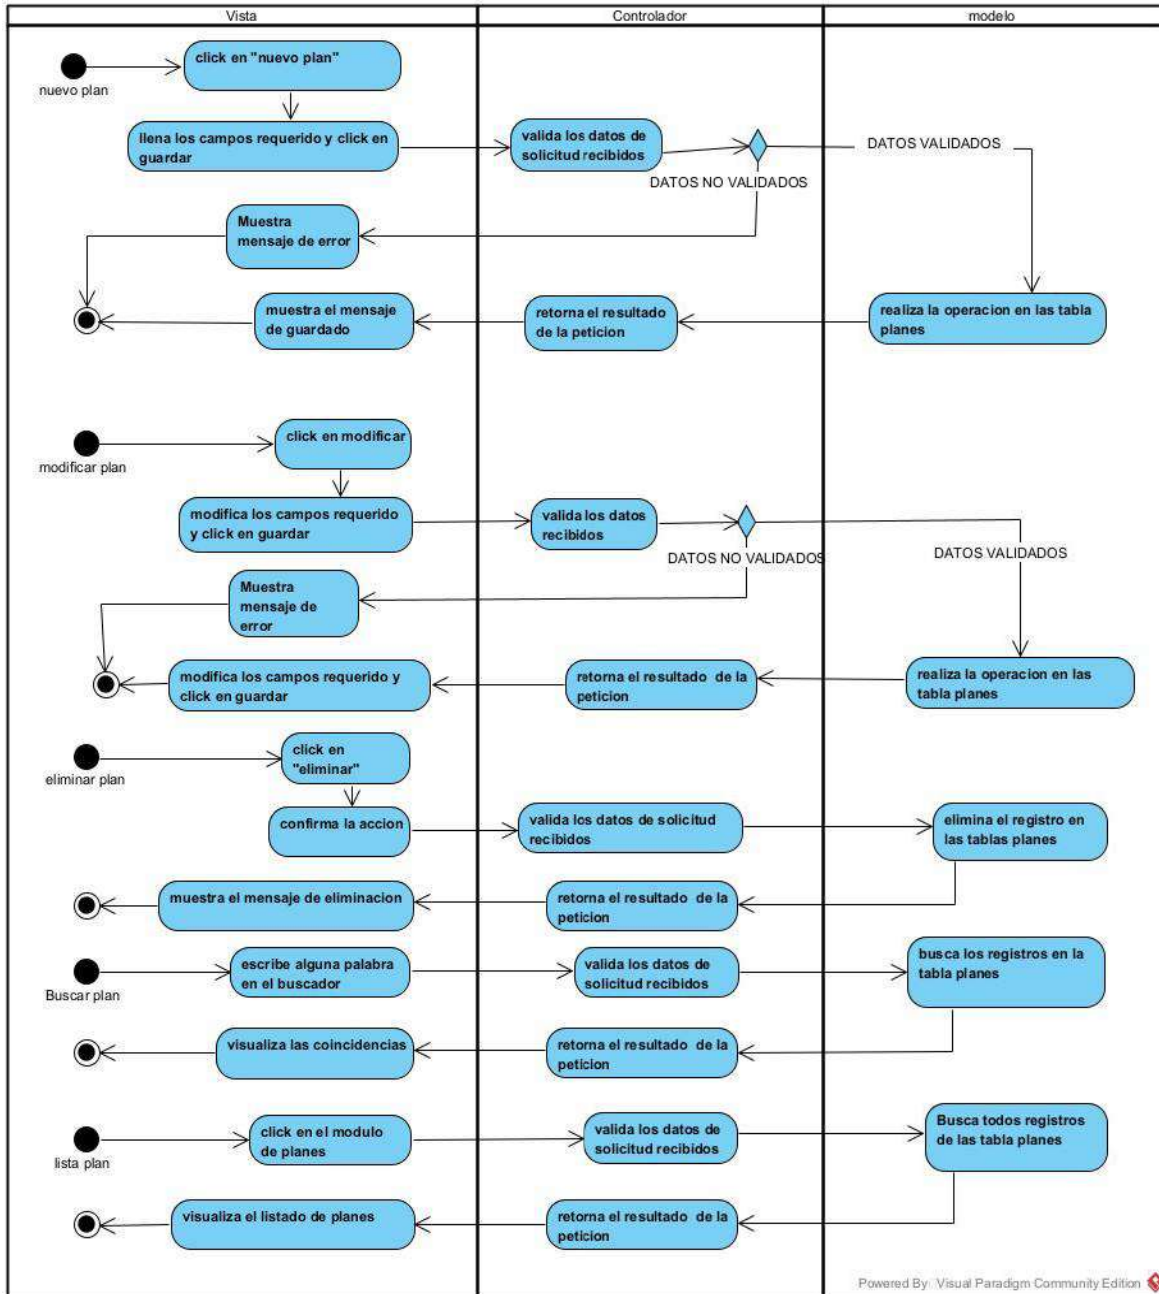 Vista
Controlador
modelo
click en "nuevo plan"
nuevo plan
llena los campos requerido y click en
guardar
valida los datos de
solicitud recibidos
DATOS VALIDADOS
DATOS NO VALIDADOS
Muestra
mensaje de error
muestra el mensaje
de guardado
retorna el resultado
de la peticion
realiza la operacion en las tabla
planes
click en modificar
modificar plan
modifica los campos requerido
y click en guardar
valida los datos
recibidos
DATOS NO VALIDADOS
DATOS VALIDADOS
Muestra
mensaje de
error
modifica los campos requerido y
click en guardar
retorna el resultado de la
peticion
realiza la operacion en las
tabla planes
click en
"eliminar"
eliminar plan
confirma la accion
valida los datos de solicitud
recibidos
elimina el registro en
las tablas planes
muestra el mensaje de eliminacion
retorna el resultado de la
peticion
escribe alguna palabra
en el buscador
Buscar plan
valida los datos de
solicitud recibidos
busca los registros en la
tabla planes
visualiza las coincidencias
retorna el resultado de la
peticion
click en el modulo
de planes
lista plan
valida los datos de
solicitud recibidos
Busca todos registros
de las tabla planes
visualiza el listado de planes
retorna el resultado de la
peticion
Powered By: Visual Paradigm Community Edition